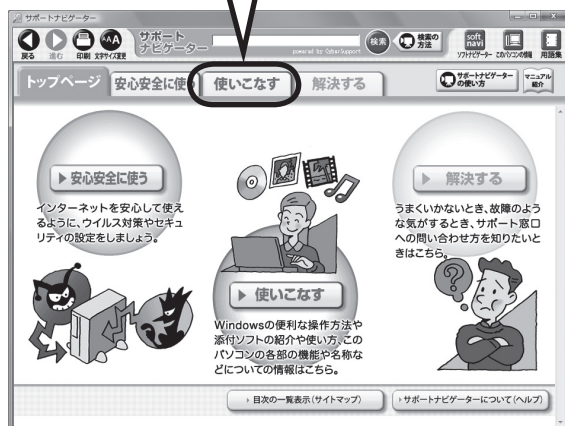 サポートナビゲーター
戻る
進む
印刷
AAA
文字サイズ変更
サポート
ナビゲーター
powered by CyberSupport
検索
検索の
方法
soft
navi
ソフトナビゲーター
このパソコンの情報
用語集
トップページ
安心安全に使う
使いこなす
解決する
サポートナビゲーター
の使い方
マニュアル
紹介
安心安全に使う
インターネットを安心して使え
るように、ウイルス対策やセキュ
リティの設定をしましょう。
使いこなす
Windowsの便利な操作方法や
添付ソフトの紹介や使い方、この
パソコンの各部の機能や名称な
どについての情報はこちら。
解決する
うまくいかないとき、故障のよう
な気がするとき、サポート窓口
への問い合わせ方を知りたいと
きはこちら。
?
目次の一覧表示(サイトマップ)
サポートナビゲーターについて(ヘルプ)